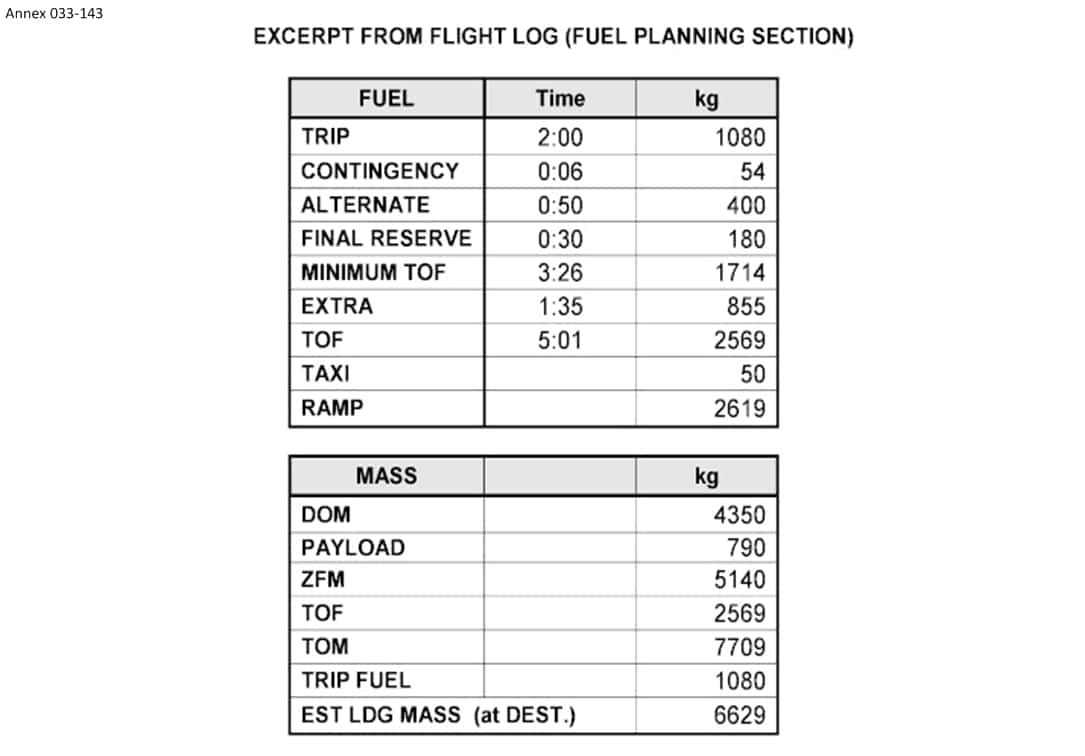 Annex 033-143
EXCERPT FROM FLIGHT LOG (FUEL PLANNING SECTION)
FUEL Time kg
TRIP 2:00 1080
CONTINGENCY 0:06 54
ALTERNATE 0:50 400
FINAL RESERVE 0:30 180
MINIMUM TOF 3:26 1714
EXTRA 1:35 855
TOF 5:01 2569
TAXI 50
RAMP 2619
MASS kg
DOM 4350
PAYLOAD 790
ZFM 5140
TOF 2569
TOM 7709
TRIP FUEL 1080
EST LDG MASS (at DEST.) 6629